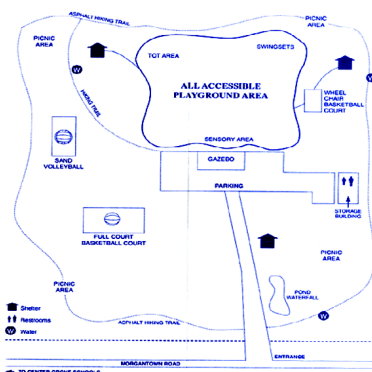 ASPHALT HIKING TRAIL
PICNIC
AREA
PICNIC
AREA
TOT AREA
SWINGSETS
W
W
ALL ACCESSIBLE
PLAYGROUND AREA
WHEEL
CHAIR
BASKETBALL
COURT
HIKING TRAIL
SENSORY AREA
SAND
VOLLEYBALL
GAZEBO
PARKING
STORAGE
BUILDING
FULL COURT
BASKETBALL COURT
PICNIC
AREA
PICNIC
AREA
POND
WATERFALL
Shelter
Restrooms
W Water
ASPHALT HIKING TRAIL
W
ENTRANCE
MORGANTOWN ROAD
TO CENTER GROVE SCHOOLS